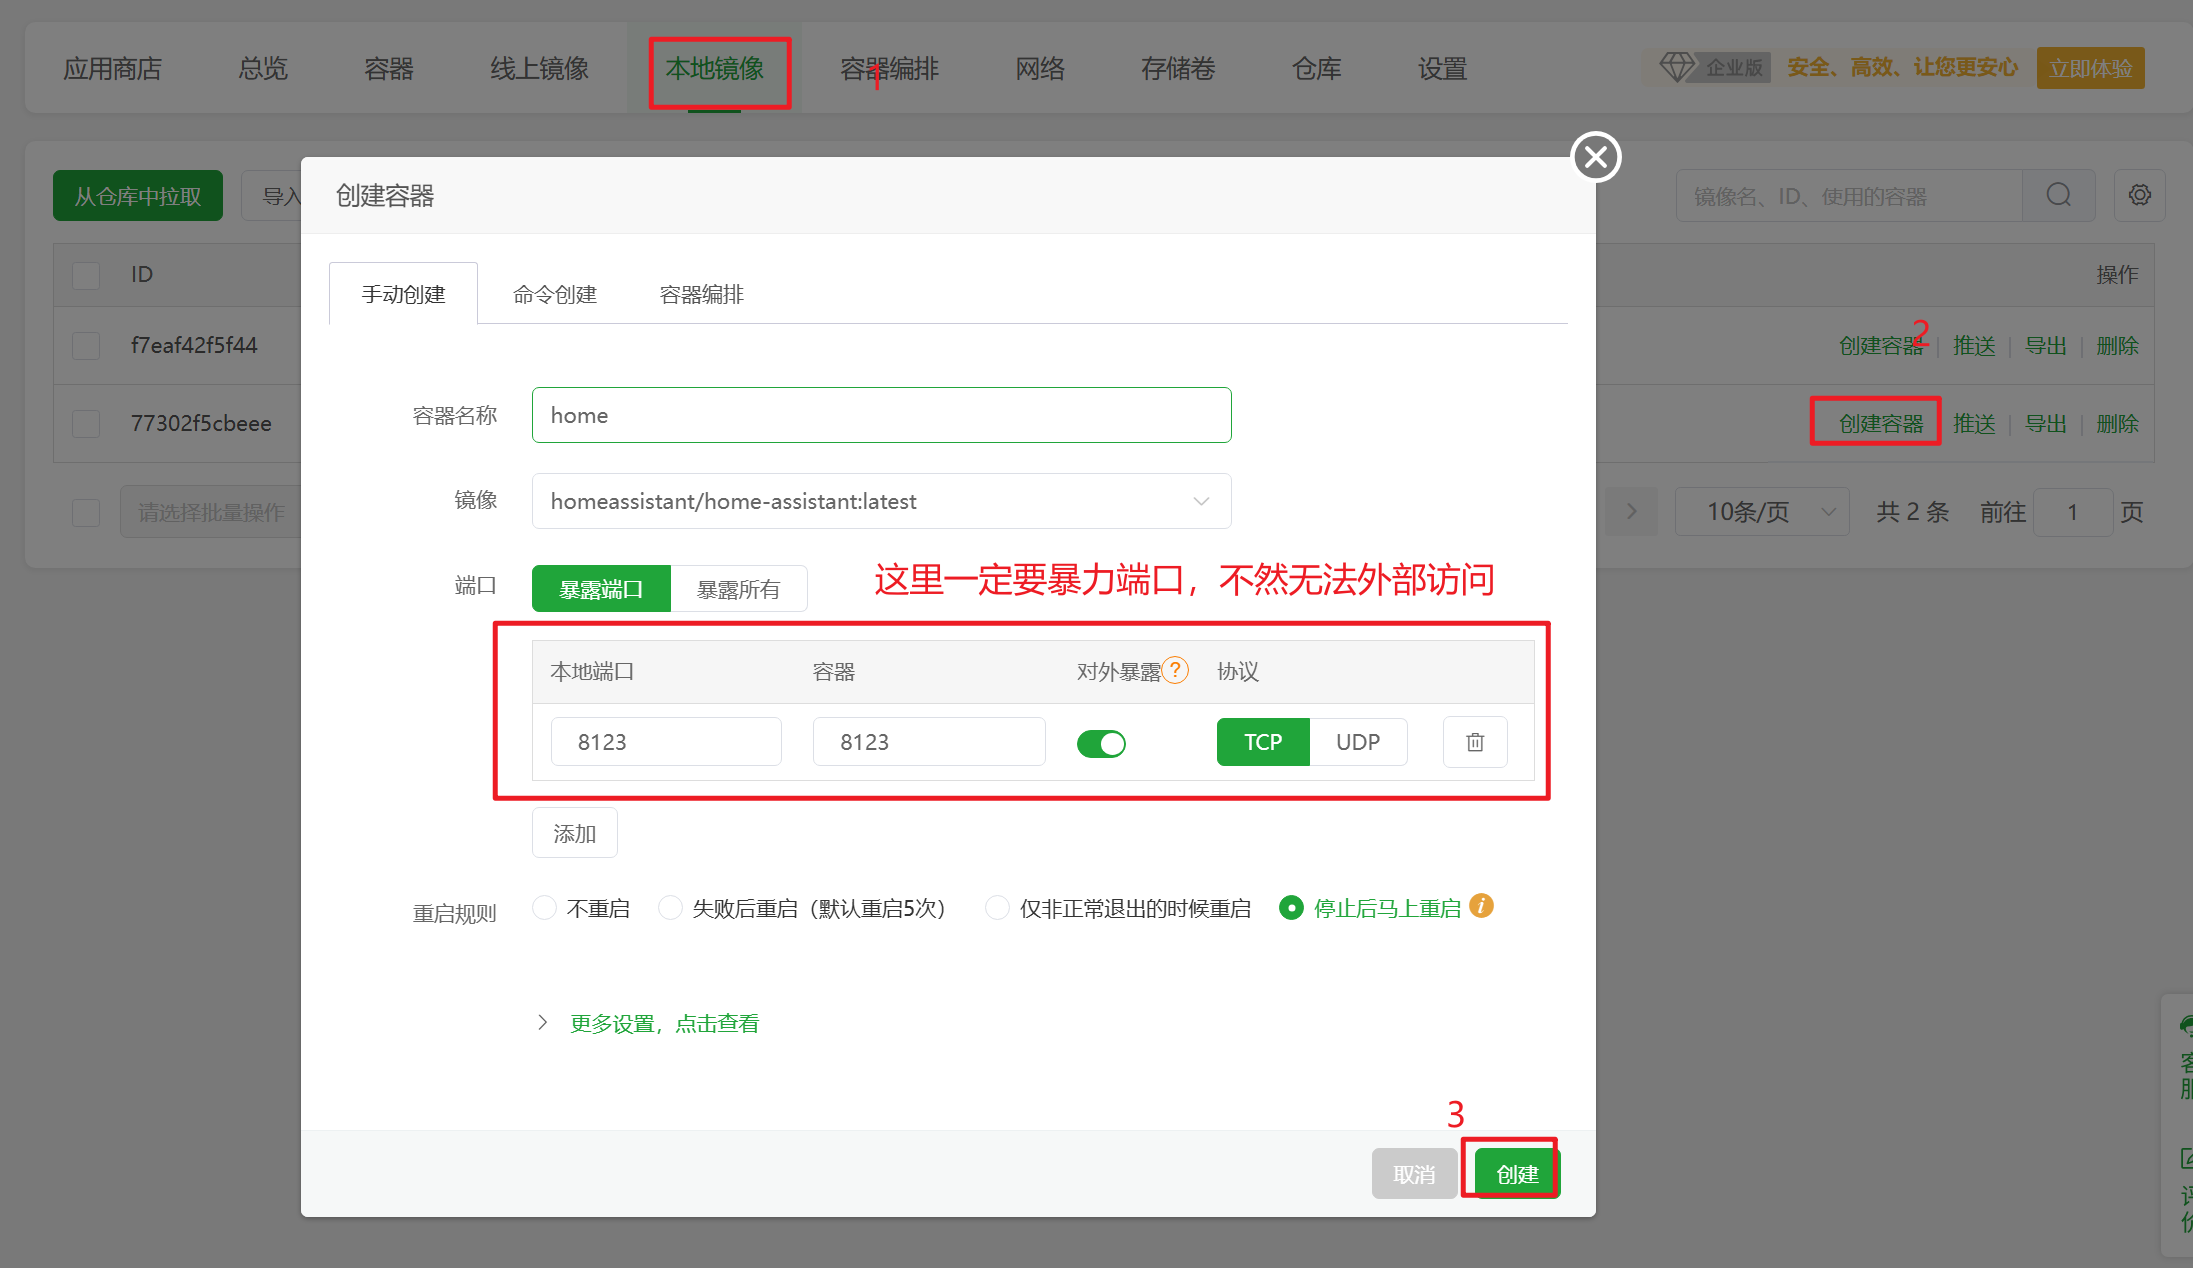 应用商店 总览 容器 线上镜像 本地镜像 容器编排 网络 存储卷 仓库 设置 企业版 安全、高效、让您更安心 立即体验
1
从仓库中拉取 导入 镜像名、ID、使用的容器
创建容器
ID 操作
手动创建 命令创建 容器编排
f7eaf42f5f44 创建容器 推送 导出 删除
2
容器名称 home
77302f5cbeee 创建容器 推送 导出 删除
镜像 homeassistant/home-assistant:latest
请选择批量操作 10条/页 共 2 条 前往 1 页
端口 暴露端口 暴露所有 这里一定要暴力端口，不然无法外部访问
本地端口 容器 对外暴露 ? 协议
8123 8123 TCP UDP
添加
重启规则 不重启 失败后重启（默认重启5次） 仅非正常退出的时候重启 停止后马上重启 i
更多设置，点击查看
客
服
3
取消 创建
评
价